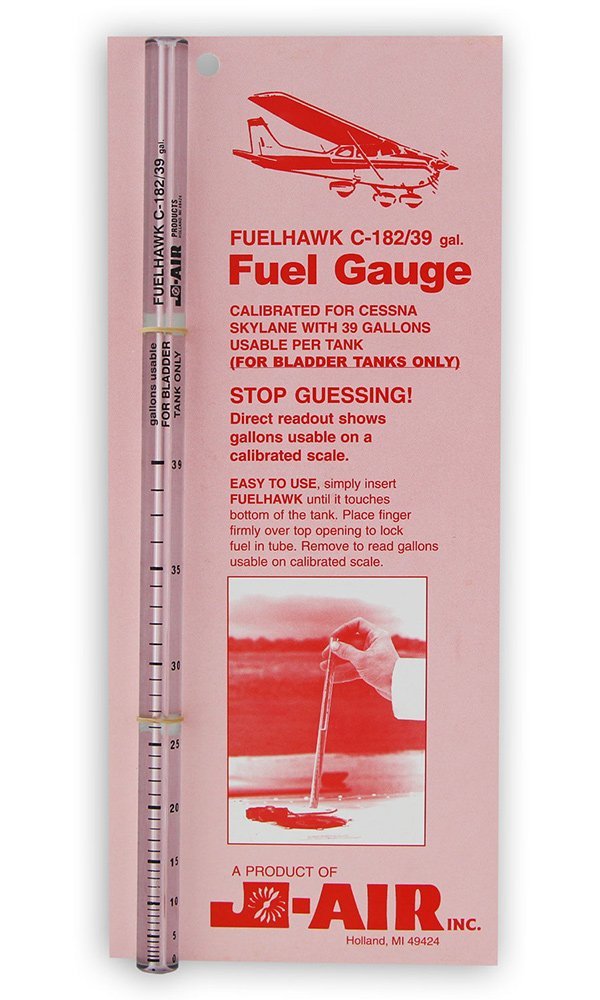 FUELHAWK C-182/39 gal.
Fuel Gauge
CALIBRATED FOR CESSNA
SKYLANE WITH 39 GALLONS
USABLE PER TANK
(FOR BLADDER TANKS ONLY)
STOP GUESSING!
Direct readout shows
gallons usable on a
calibrated scale.
EASY TO USE, simply insert
FUELHAWK until it touches
bottom of the tank. Place finger
firmly over top opening to lock
fuel in tube. Remove to read gallons
usable on calibrated scale.
A PRODUCT OF
J-AIR INC.
Holland, MI 49424
FUELHAWK C-182/39 gal.
J-AIR PRODUCTS
gallons usable
FOR BLADDER
TANK ONLY
39
35
30
25
20
15
10
5
0